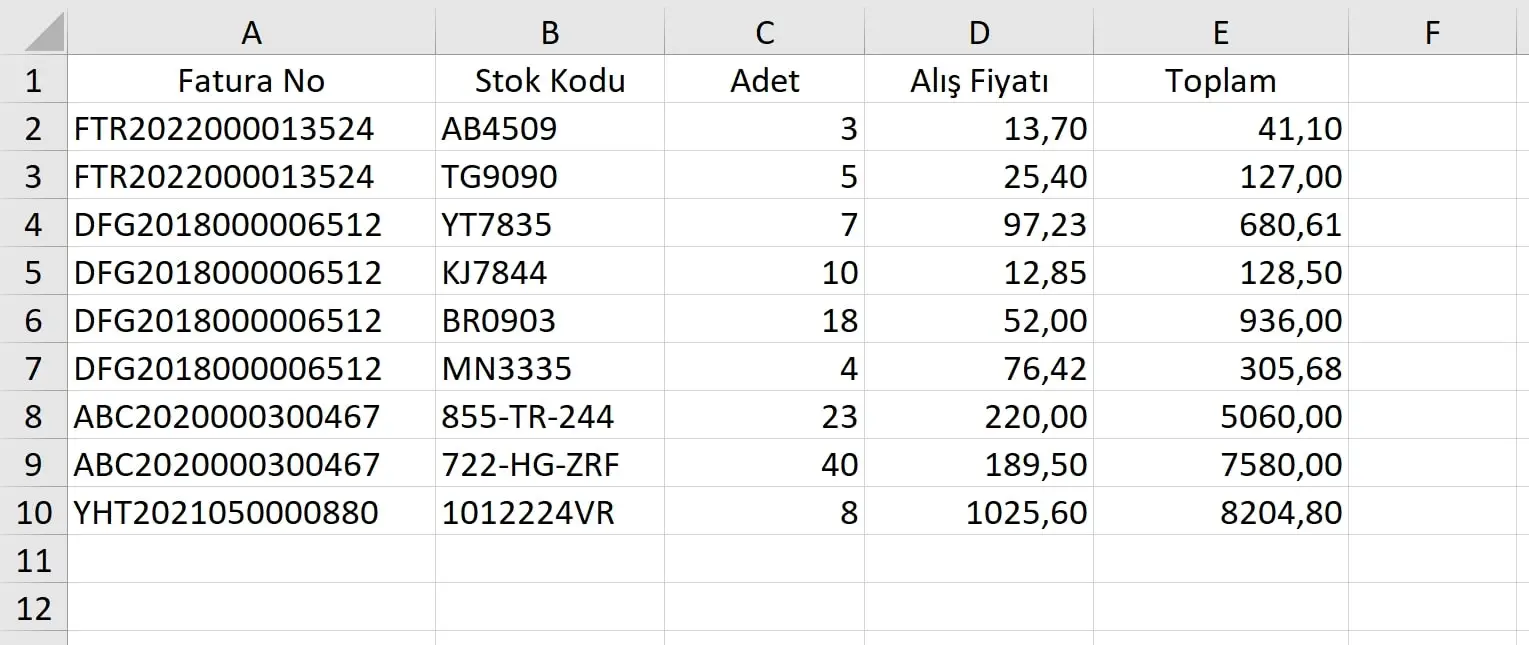 A B C D E F
1 Fatura No Stok Kodu Adet Alış Fiyatı Toplam
2 FTR2022000013524 AB4509 3 13,70 41,10
3 FTR2022000013524 TG9090 5 25,40 127,00
4 DFG2018000006512 YT7835 7 97,23 680,61
5 DFG2018000006512 KJ7844 10 12,85 128,50
6 DFG2018000006512 BR0903 18 52,00 936,00
7 DFG2018000006512 MN3335 4 76,42 305,68
8 ABC2020000300467 855-TR-244 23 220,00 5060,00
9 ABC2020000300467 722-HG-ZRF 40 189,50 7580,00
10 YHT2021050000880 1012224VR 8 1025,60 8204,80
11
12